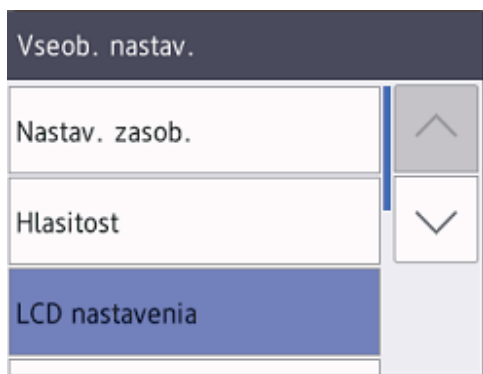 Vseob. nastav.
Nastav. zasob.
Hlasitost
LCD nastavenia